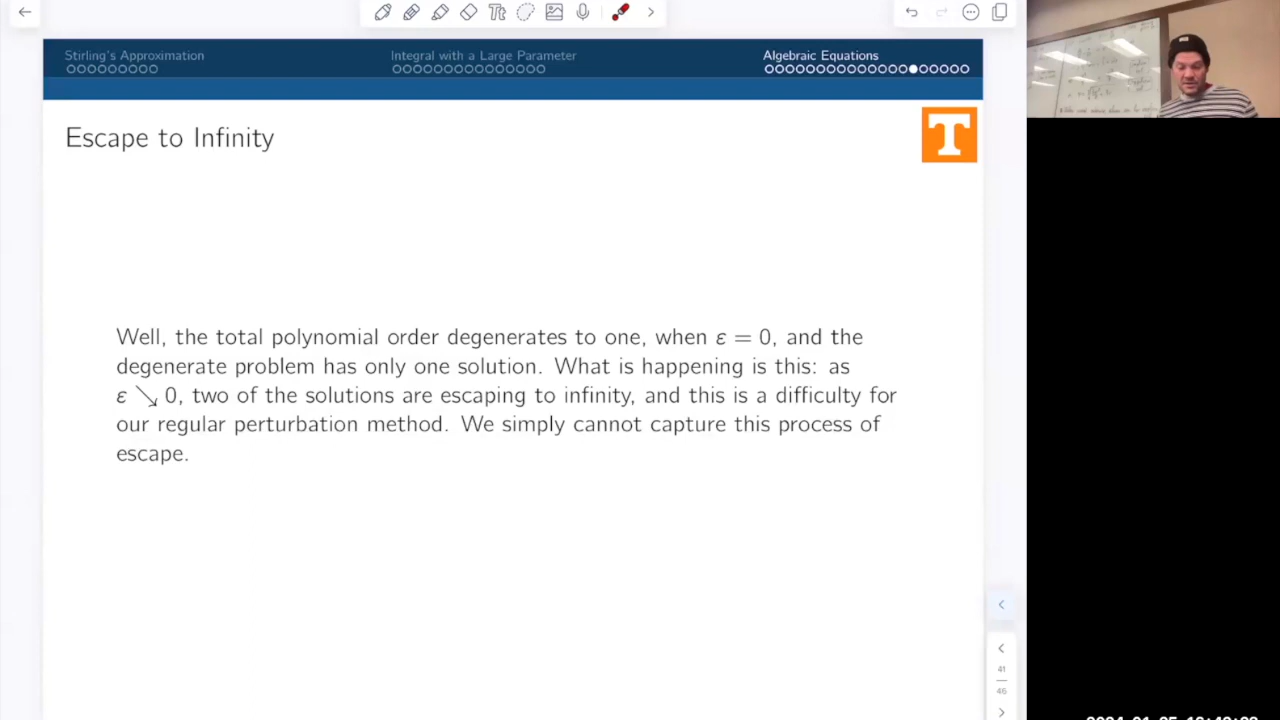 Stirling's Approximation
Integral with a Large Parameter
Algebraic Equations
Escape to Infinity
T
Well, the total polynomial order degenerates to one, when ε = 0, and the
degenerate problem has only one solution. What is happening is this: as
ε ↘ 0, two of the solutions are escaping to infinity, and this is a difficulty for
our regular perturbation method. We simply cannot capture this process of
escape.
41
46